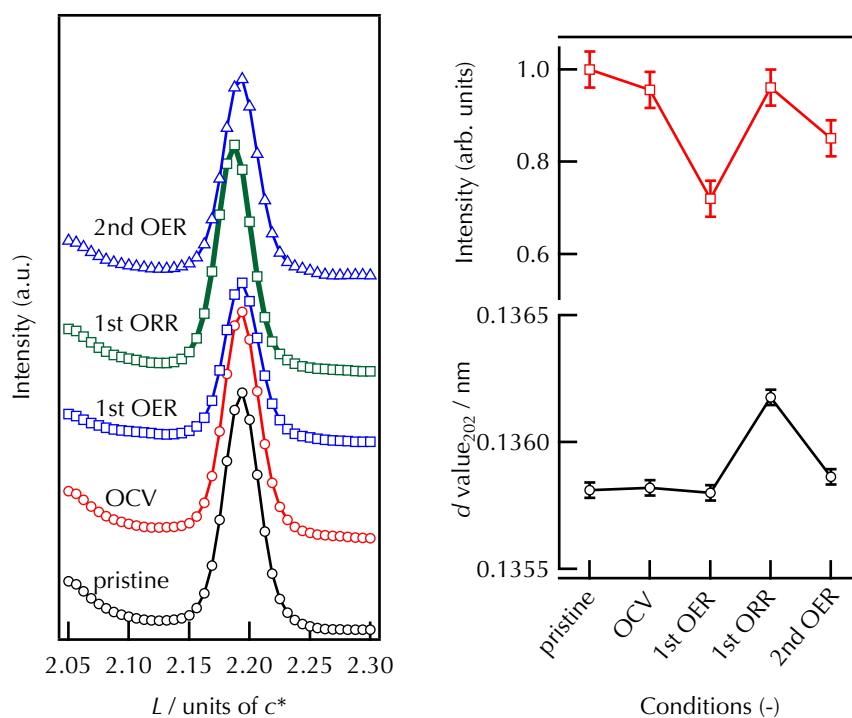 Intensity (a.u.)
2nd OER
1st ORR
1st OER
OCV
pristine
2.05 2.10 2.15 2.20 2.25 2.30
L / units of c*
Intensity (arb. units)
1.0
0.8
0.6
d value202 / nm
0.1365
0.1360
0.1355
pristine
OCV
1st OER
1st ORR
2nd OER
Conditions (-)